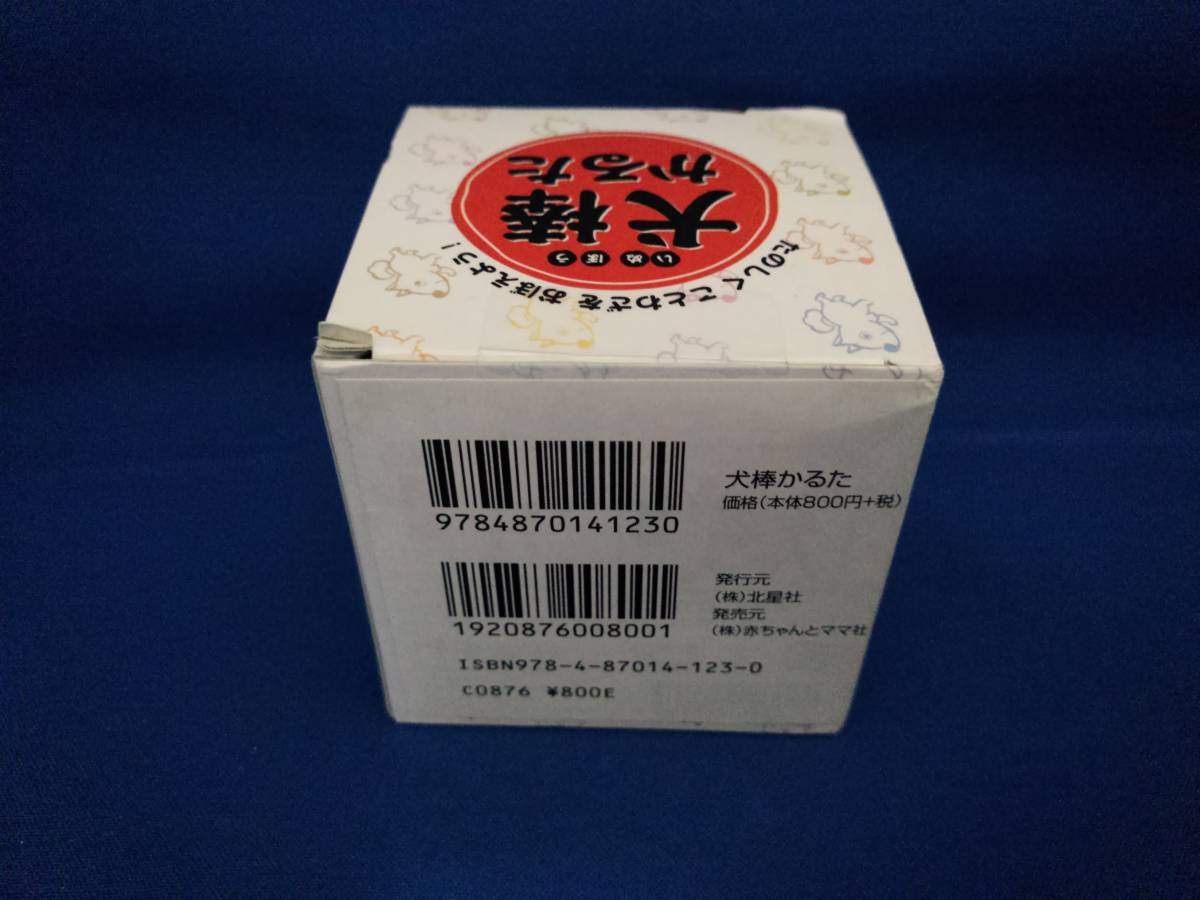 たのしく ことわざを おぼえよう!
いぬぼう
犬棒
かるた
9784870141230
犬棒かるた
価格(本体800円+税)
1920876008001
発行元
(株)北星社
発売元
(株)赤ちゃんとママ社
ISBN978-4-87014-123-0
C0876 ¥800E